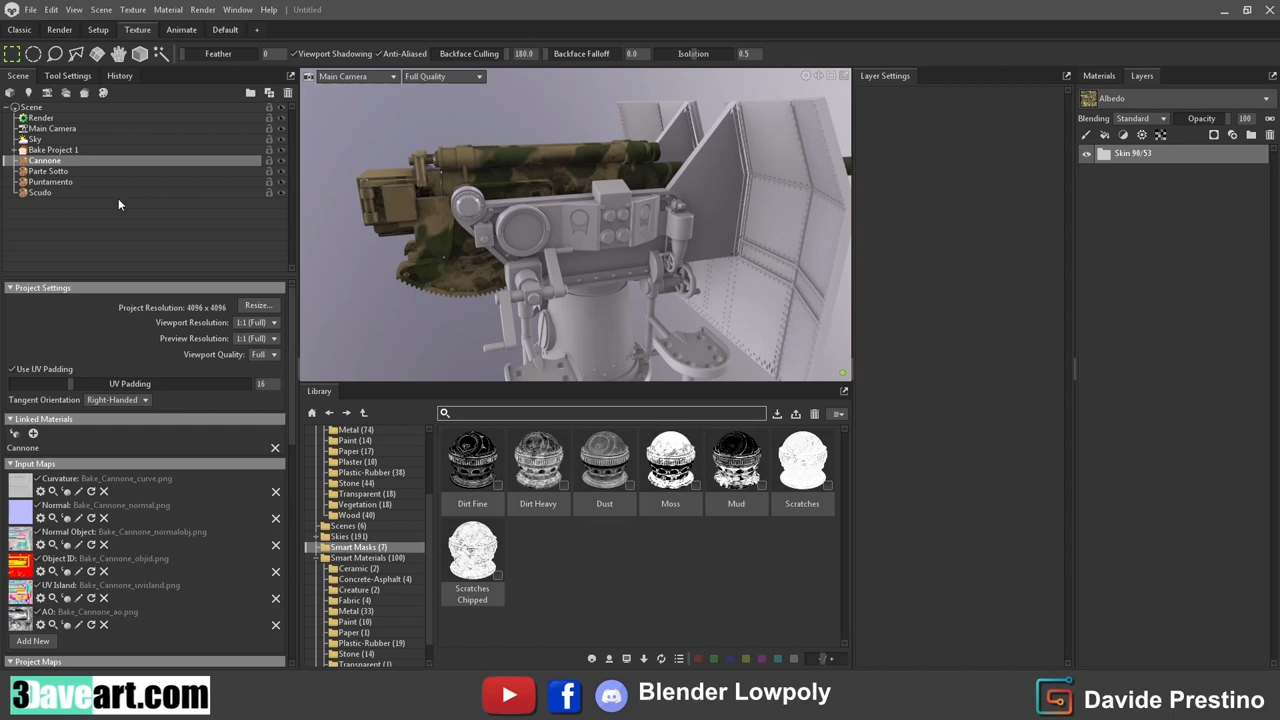 File Edit View Scene Texture Material Render Window Help Untitled
Classic Render Setup Texture Animate Default +
Feather 0 Viewport Shadowing Anti-Aliased Backface Culling 180.0 Backface Falloff 0.0 Isolation 0.5
Scene Tool Settings History
Scene
Render
Main Camera
Sky
Bake Project 1
Cannone
Parte Sotto
Puntamento
Scudo
Project Settings
Project Resolution: 4096 x 4096 Resize...
Viewport Resolution: 1:1 (Full)
Preview Resolution: 1:1 (Full)
Viewport Quality: Full
Use UV Padding
UV Padding 16
Tangent Orientation Right-Handed
Linked Materials
Cannone
Input Maps
Curvature: Bake_Cannone_curve.png
Normal: Bake_Cannone_normal.png
Normal Object: Bake_Cannone_normalobj.png
Object ID: Bake_Cannone_objid.png
UV Island: Bake_Cannone_uvisland.png
AO: Bake_Cannone_ao.png
Add New
Project Maps
Main Camera Full Quality
Library
Metal (74)
Paint (14)
Paper (17)
Plaster (10)
Plastic-Rubber (38)
Stone (44)
Transparent (18)
Vegetation (18)
Wood (40)
Scenes (6)
Skies (191)
Smart Masks (7)
Smart Materials (100)
Ceramic (2)
Concrete-Asphalt (4)
Creature (2)
Fabric (4)
Metal (33)
Paint (10)
Paper (1)
Plastic-Rubber (19)
Stone (14)
Transparent (1)
Dirt Fine Dirt Heavy Dust Moss Mud Scratches
Scratches
Chipped
Layer Settings
Materials Layers
Albedo
Blending Standard Opacity 100
Skin 90/53
3Daveart.com
Blender Lowpoly
Davide Prestino